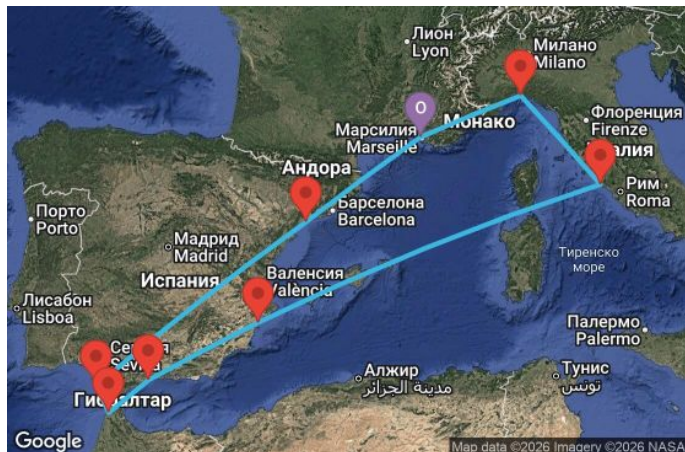 Лион
Lyon
Милано
Milano
Марсилия
Marseille
O
Монако
Флоренция
Firenze
Андора
Рим
Roma
Барселона
Barcelona
Порто
Porto
Мадрид
Madrid
Испания
Валенсия
València
Тиренско
море
Лисабон
Lisboa
Палермо
Palermo
Алжир
مدينة الجزائر
Тунис
تونس
Google
Map data ©2026 Imagery ©2026 NASA